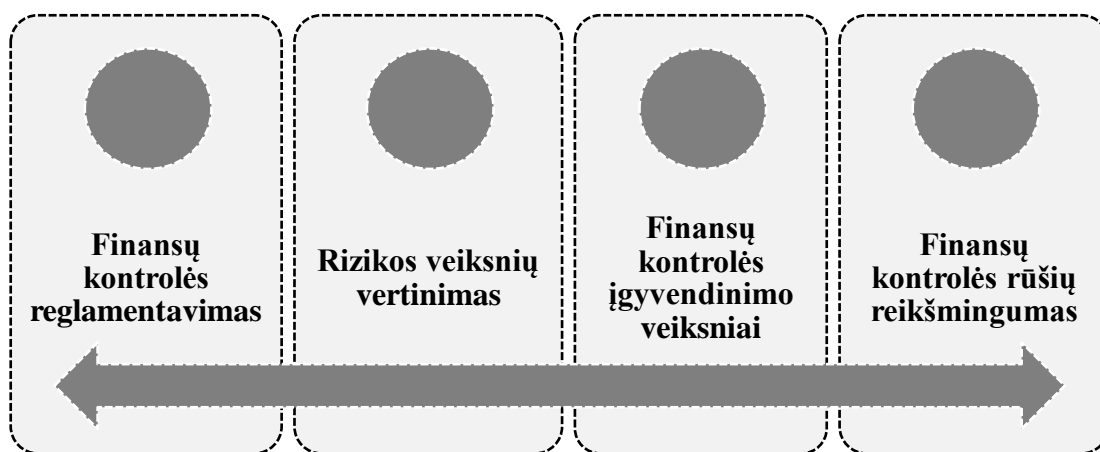 Finansų
kontrolės
reglamentavimas
Rizikos veiksnių
vertinimas
Finansų
kontrolės
įgyvendinimo
veiksniai
Finansų
kontrolės rūšių
reikšmingumas